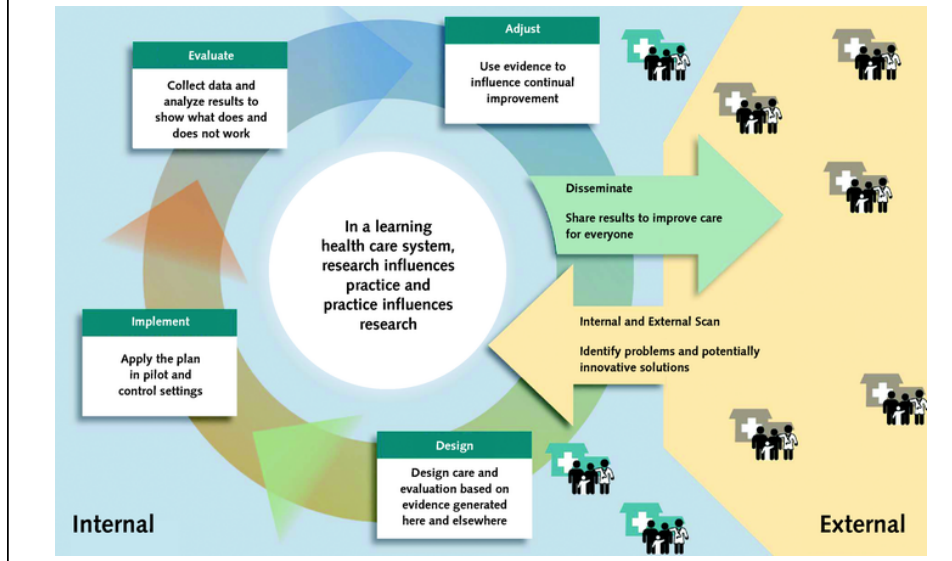 Evaluate
Collect data and
analyze results to
show what does and
does not work
Adjust
Use evidence to
influence continual
improvement
Disseminate
Share results to improve care
for everyone
In a learning
health care system,
research influences
practice and
practice influences
research
Internal and External Scan
Identify problems and potentially
innovative solutions
Implement
Apply the plan
in pilot and
control settings
Design
Design care and
evaluation based on
evidence generated
here and elsewhere
Internal
External